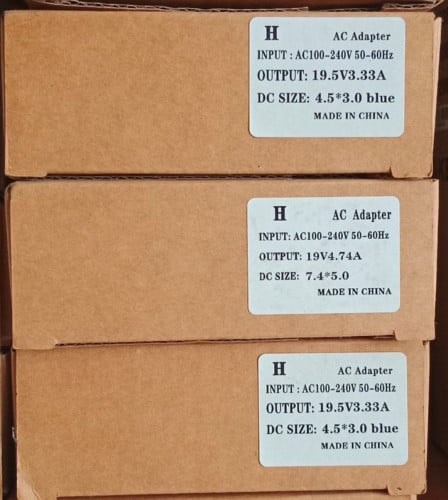 H AC Adapter
INPUT : AC100-240V 50-60Hz
OUTPUT: 19.5V3.33A
DC SIZE: 4.5*3.0 blue
MADE IN CHINA
H AC Adapter
INPUT: AC100-240V 50-60Hz
OUTPUT: 19V4.74A
DC SIZE: 7.4*5.0
MADE IN CHINA
H AC Adapter
INPUT : AC100-240V 50-60Hz
OUTPUT: 19.5V3.33A
DC SIZE: 4.5*3.0 blue
MADE IN CHINA